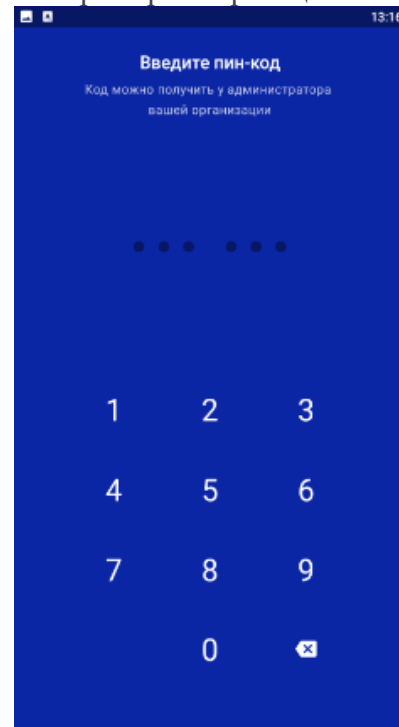 13:16
Введите пин-код
Код можно получить у администратора
вашей организации
1 2 3
4 5 6
7 8 9
0